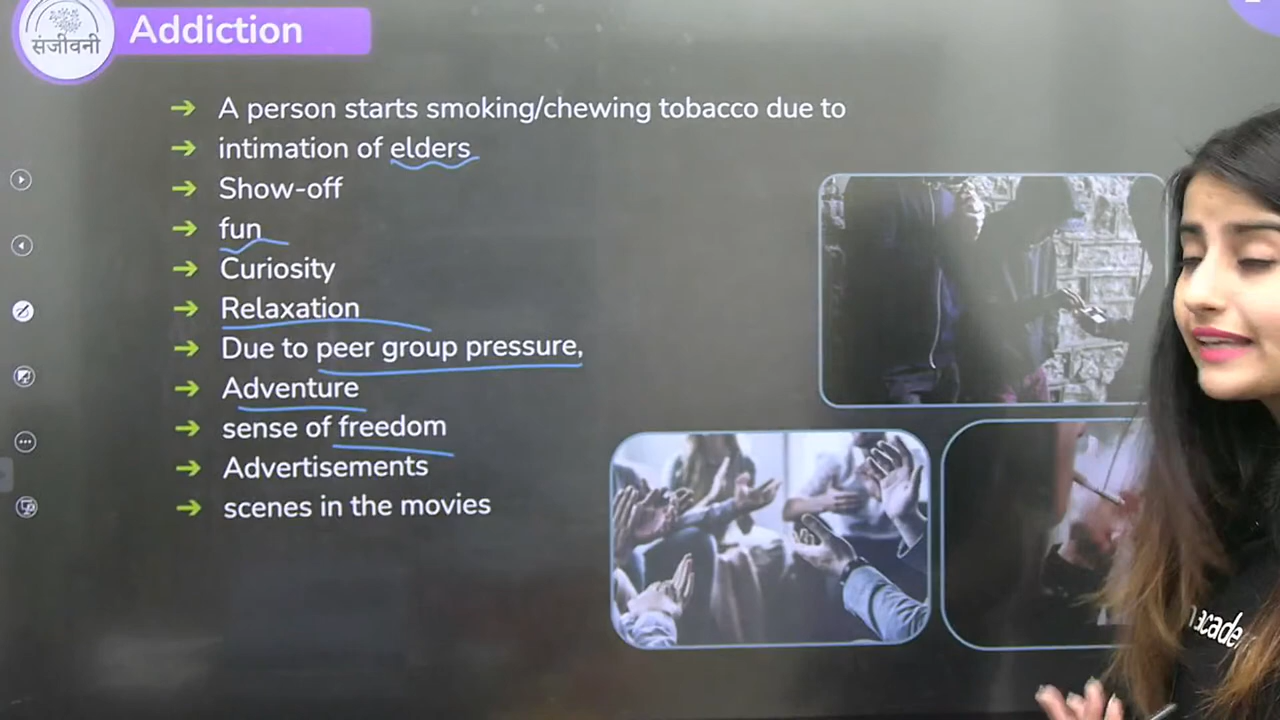 संजीवनी
Addiction
A person starts smoking/chewing tobacco due to
intimation of elders
Show-off
fun
Curiosity
Relaxation
Due to peer group pressure,
Adventure
sense of freedom
Advertisements
scenes in the movies